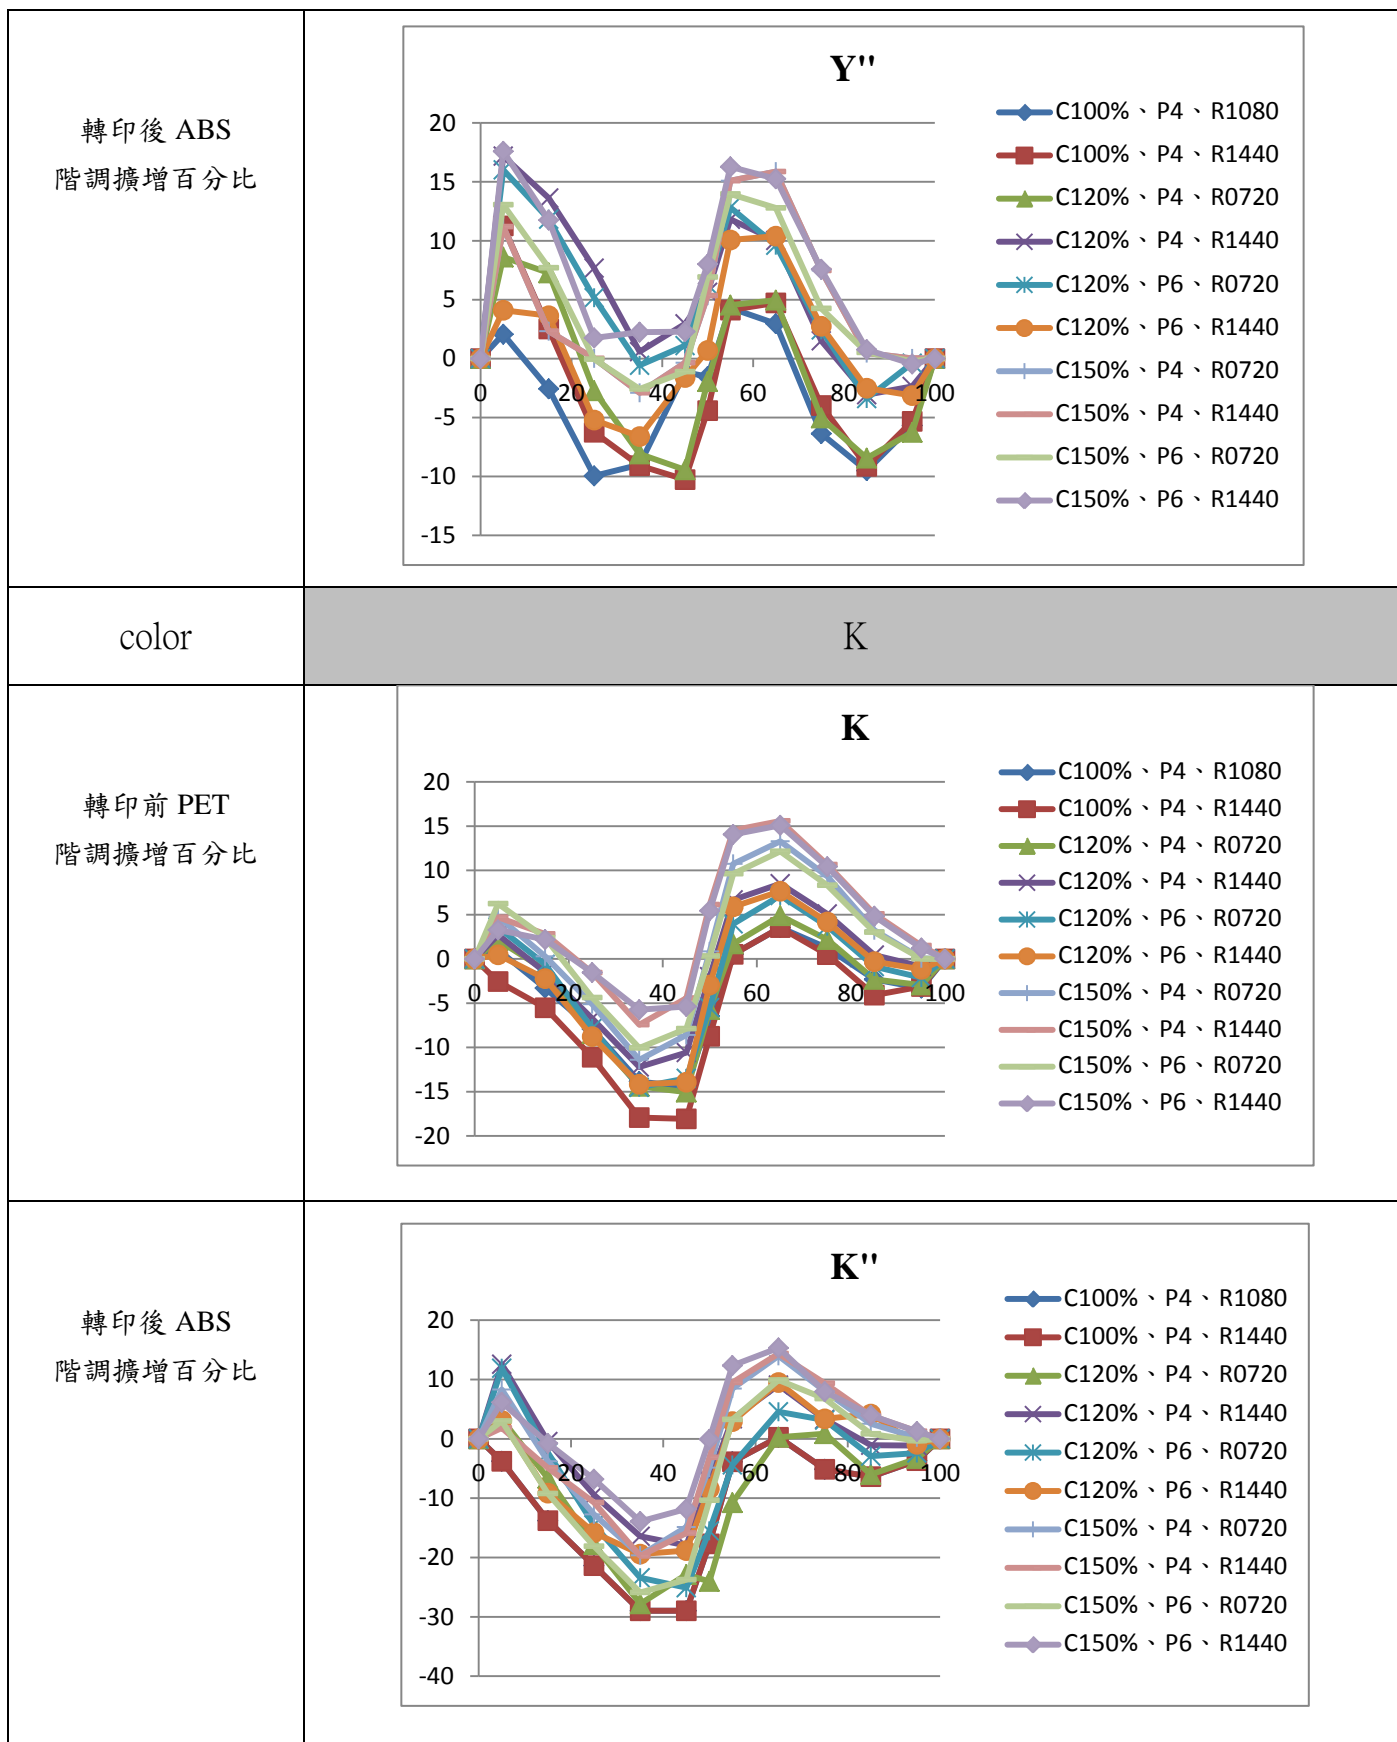 轉印後 ABS
階調擴增百分比
Y"
20
15
10
5
0
-5
-10
-15
0
20
40
60
80
100
C100%、P4、R1080
C100%、P4、R1440
C120%、P4、R0720
C120%、P4、R1440
C120%、P6、R0720
C120%、P6、R1440
C150%、P4、R0720
C150%、P4、R1440
C150%、P6、R0720
C150%、P6、R1440
color
K
轉印前 PET
階調擴增百分比
K
20
15
10
5
0
-5
-10
-15
-20
0
20
40
60
80
100
C100%、P4、R1080
C100%、P4、R1440
C120%、P4、R0720
C120%、P4、R1440
C120%、P6、R0720
C120%、P6、R1440
C150%、P4、R0720
C150%、P4、R1440
C150%、P6、R0720
C150%、P6、R1440
轉印後 ABS
階調擴增百分比
K"
20
10
0
-10
-20
-30
-40
0
20
40
60
80
100
C100%、P4、R1080
C100%、P4、R1440
C120%、P4、R0720
C120%、P4、R1440
C120%、P6、R0720
C120%、P6、R1440
C150%、P4、R0720
C150%、P4、R1440
C150%、P6、R0720
C150%、P6、R1440